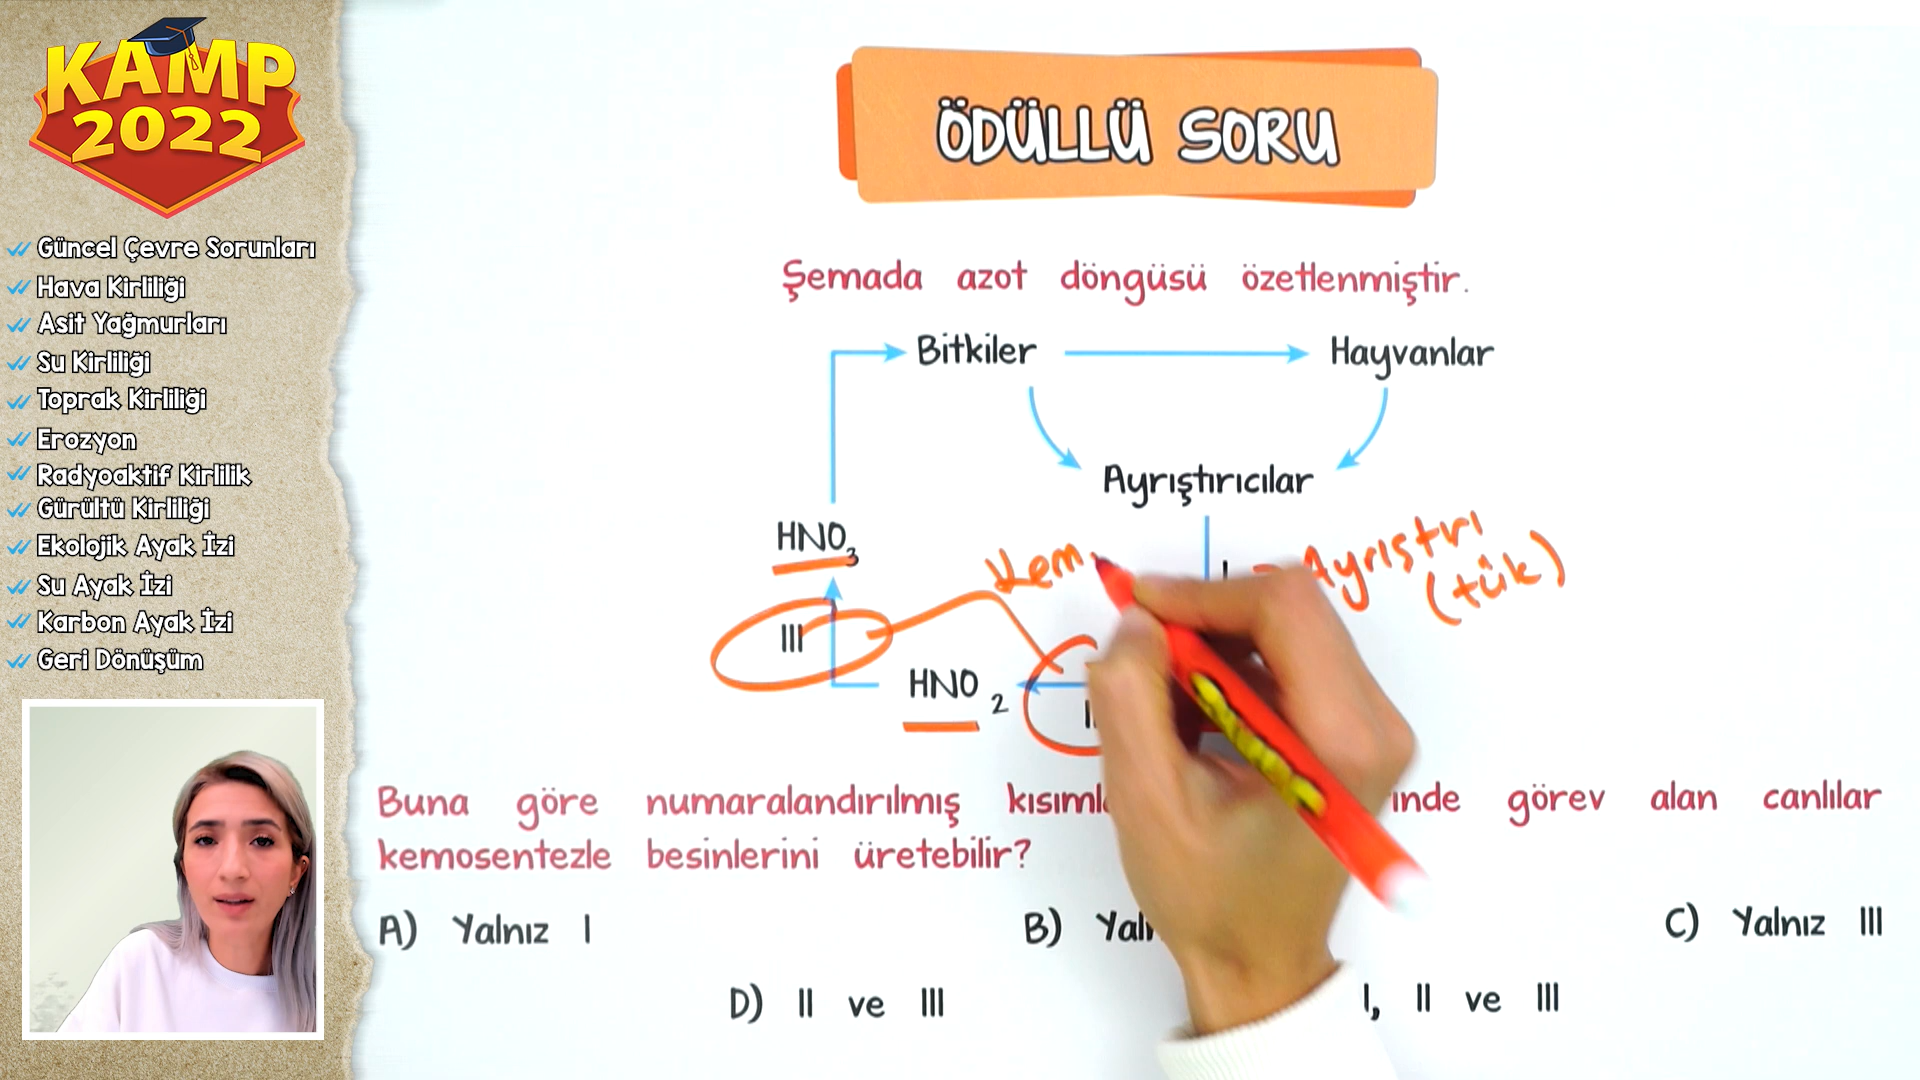 KAMP
2022
Güncel Çevre Sorunları
Hava Kirliliği
Asit Yağmurları
Su Kirliliği
Toprak Kirliliği
Erozyon
Radyoaktif Kirlilik
Gürültü Kirliliği
Ekolojik Ayak İzi
Su Ayak İzi
Karbon Ayak İzi
Geri Dönüşüm
ÖDÜLLÜ SORU
Şemada azot döngüsü özetlenmiştir.
Bitkiler Hayvanlar
Ayrıştırıcılar
HNO3
Kem
I Ayrıştırı
(tük)
III
HNO2
Buna göre numaralandırılmış görev alan canlılar
kemosentezle besinlerini üretebilir?
A) Yalnız I
B)
C) Yalnız III
D) II ve III
I, II ve III